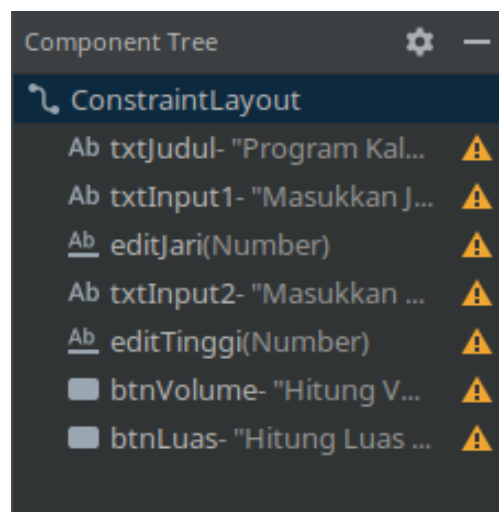 Component Tree
ConstraintLayout
Ab txtJudul- "Program Kal...
Ab txtInput1- "Masukkan J...
Ab editJari(Number)
Ab txtInput2- "Masukkan ...
Ab editTinggi(Number)
btnVolume- "Hitung V...
btnLuas- "Hitung Luas ...